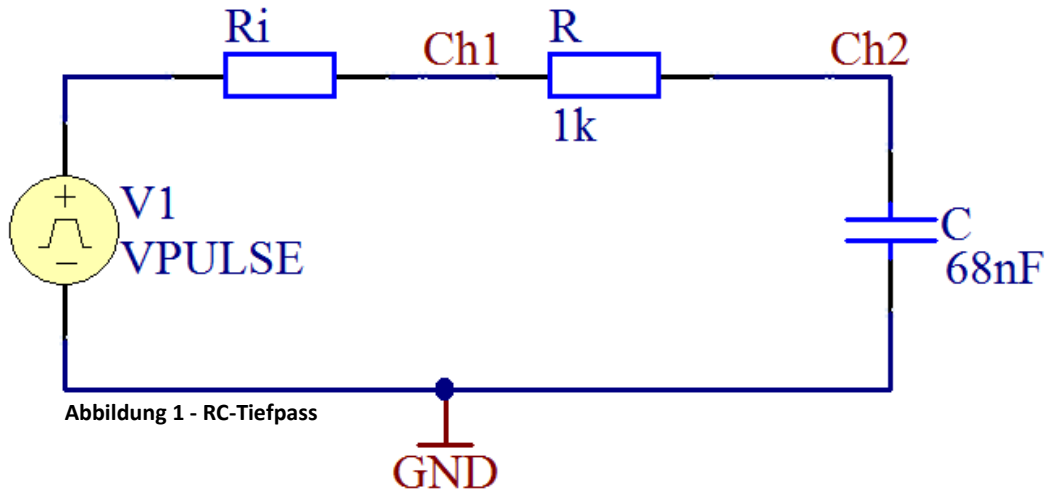 Ri
Ch1
R
1k
Ch2
V1
VPULSE
C
68nF
Abbildung 1 - RC-Tiefpass
GND